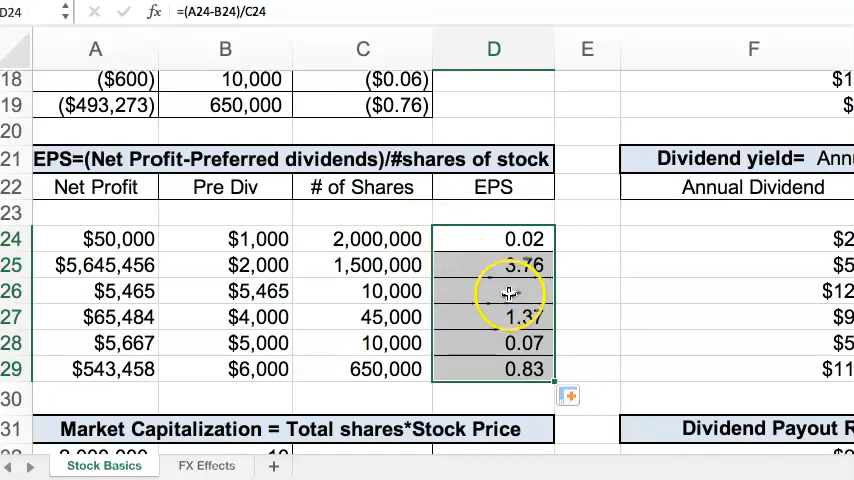 D24 fx =(A24-B24)/C24
A B C D E F
18 ($600) 10,000 ($0.06) $1
19 ($493,273) 650,000 ($0.76) $
20
21 EPS=(Net Profit-Preferred dividends)/#shares of stock Dividend yield= Ann
22 Net Profit Pre Div # of Shares EPS Annual Dividend
23
24 $50,000 $1,000 2,000,000 0.02 $2
25 $5,645,456 $2,000 1,500,000 3.76 $5
26 $5,465 $5,465 10,000 $12
27 $65,484 $4,000 45,000 1.37 $9
28 $5,667 $5,000 10,000 0.07 $5
29 $543,458 $6,000 650,000 0.83 $11
30
31 Market Capitalization = Total shares*Stock Price Dividend Payout R
Stock Basics FX Effects +